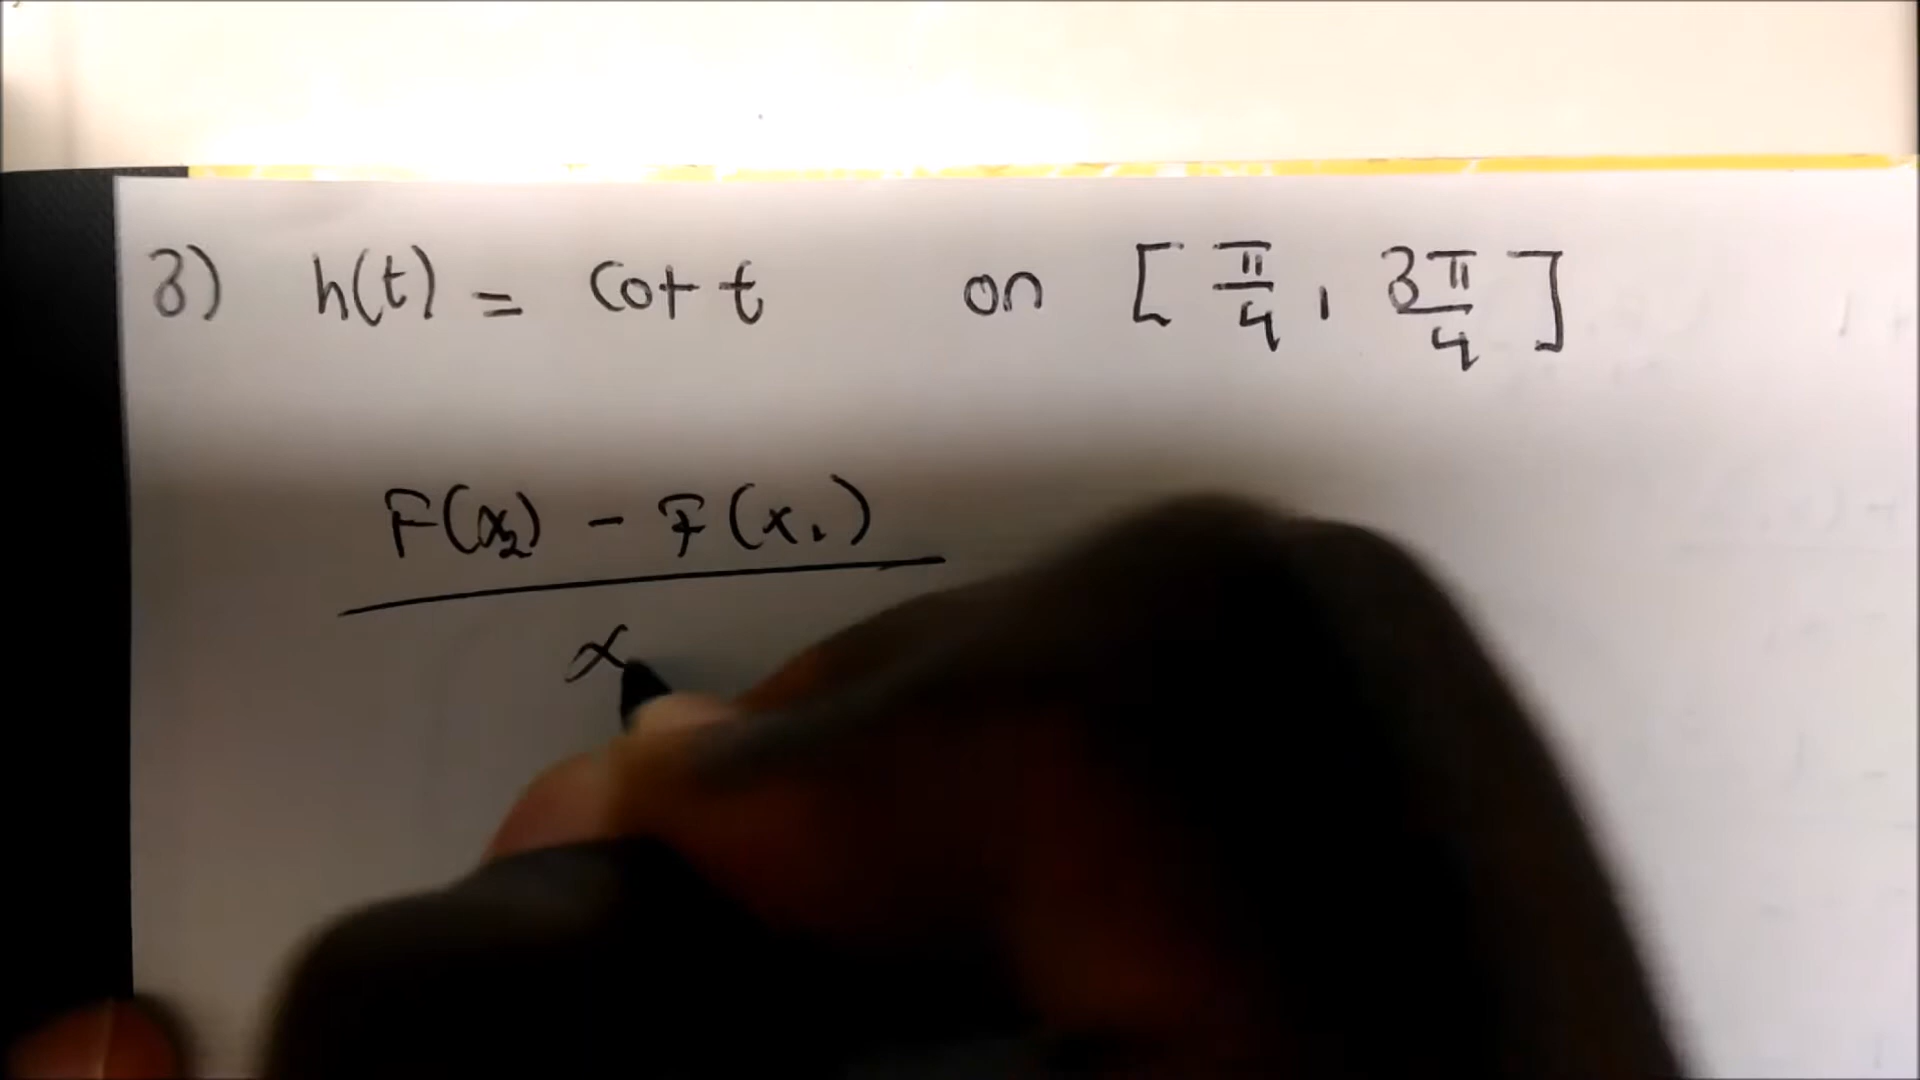 3) h(t) = cot t on [π/4, 3π/4]
F(x₂) - F(x₁)
x